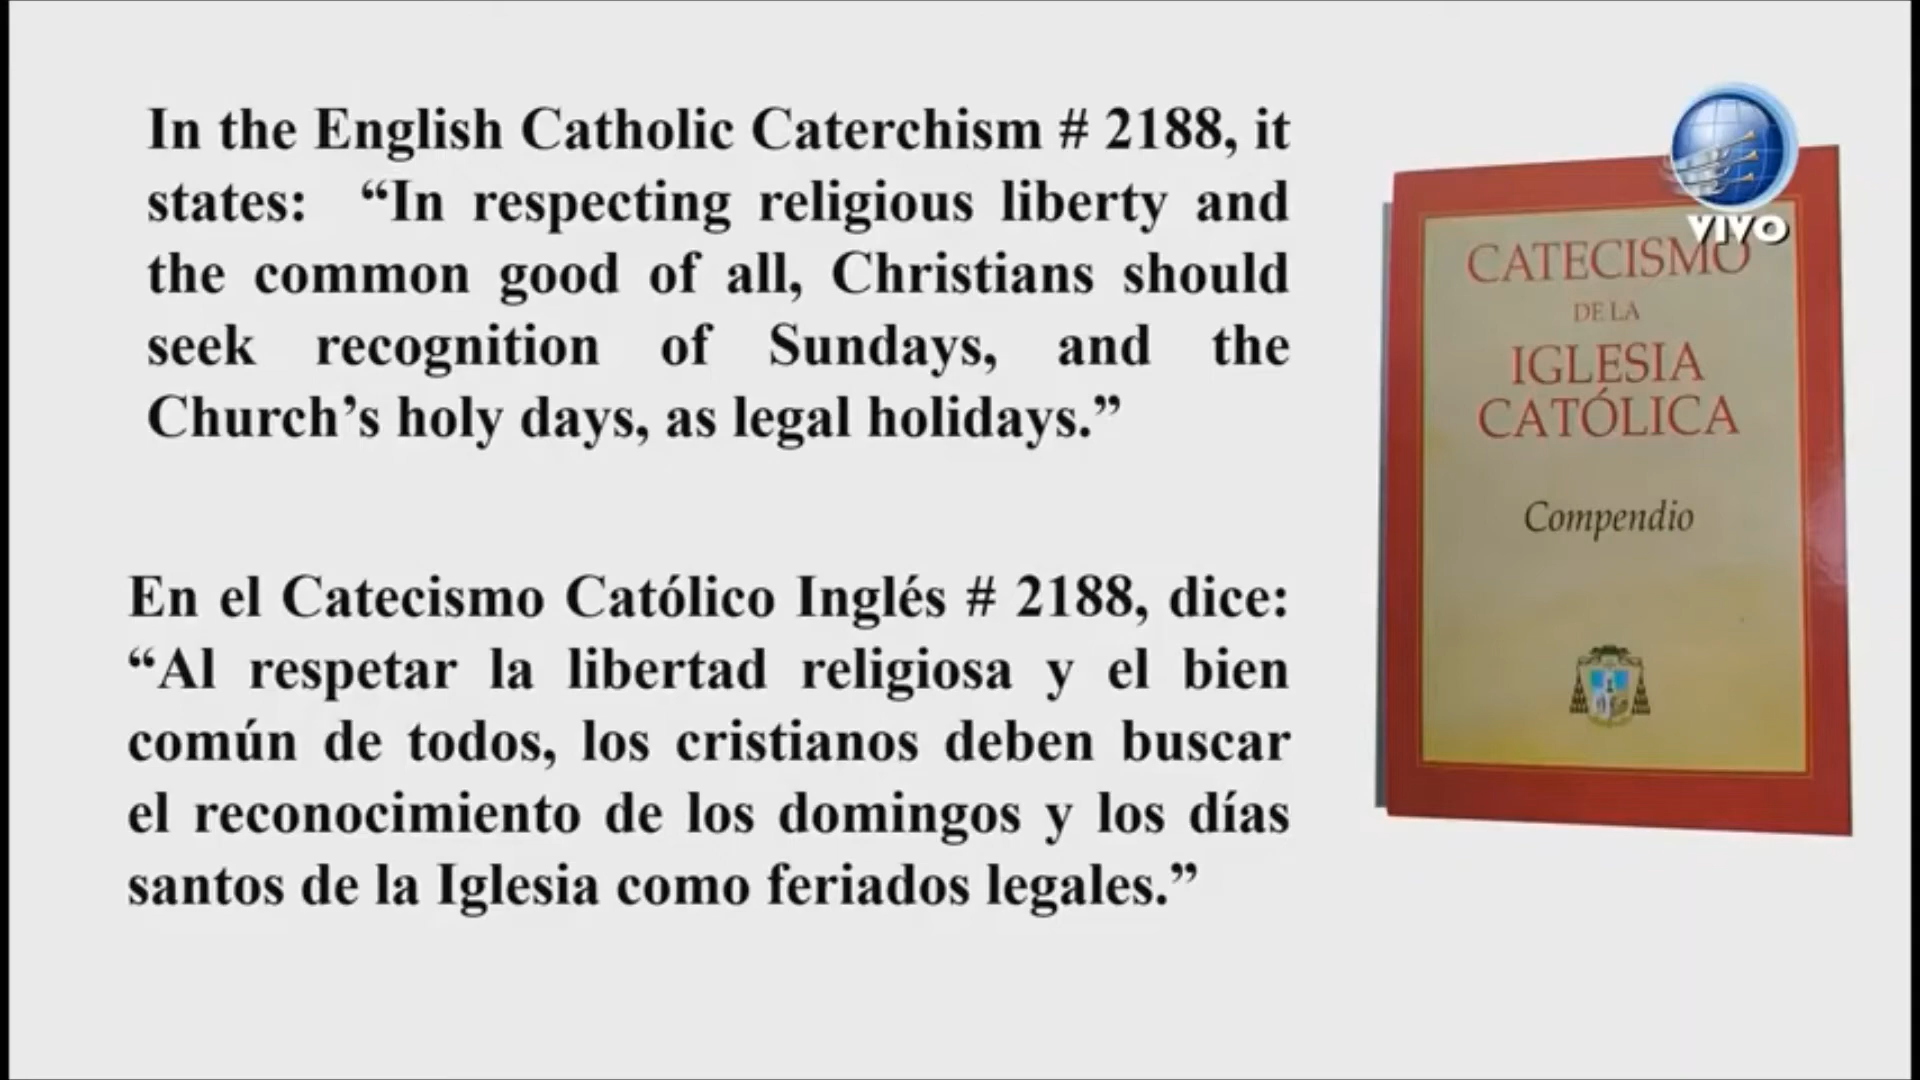 In the English Catholic Caterchism # 2188, it
states: “In respecting religious liberty and
the common good of all, Christians should
seek recognition of Sundays, and the
Church’s holy days, as legal holidays.”
En el Catecismo Católico Inglés # 2188, dice:
“Al respetar la libertad religiosa y el bien
común de todos, los cristianos deben buscar
el reconocimiento de los domingos y los días
santos de la Iglesia como feriados legales.”
VIVO
CATECISMO
DE LA
IGLESIA
CATÓLICA
Compendio